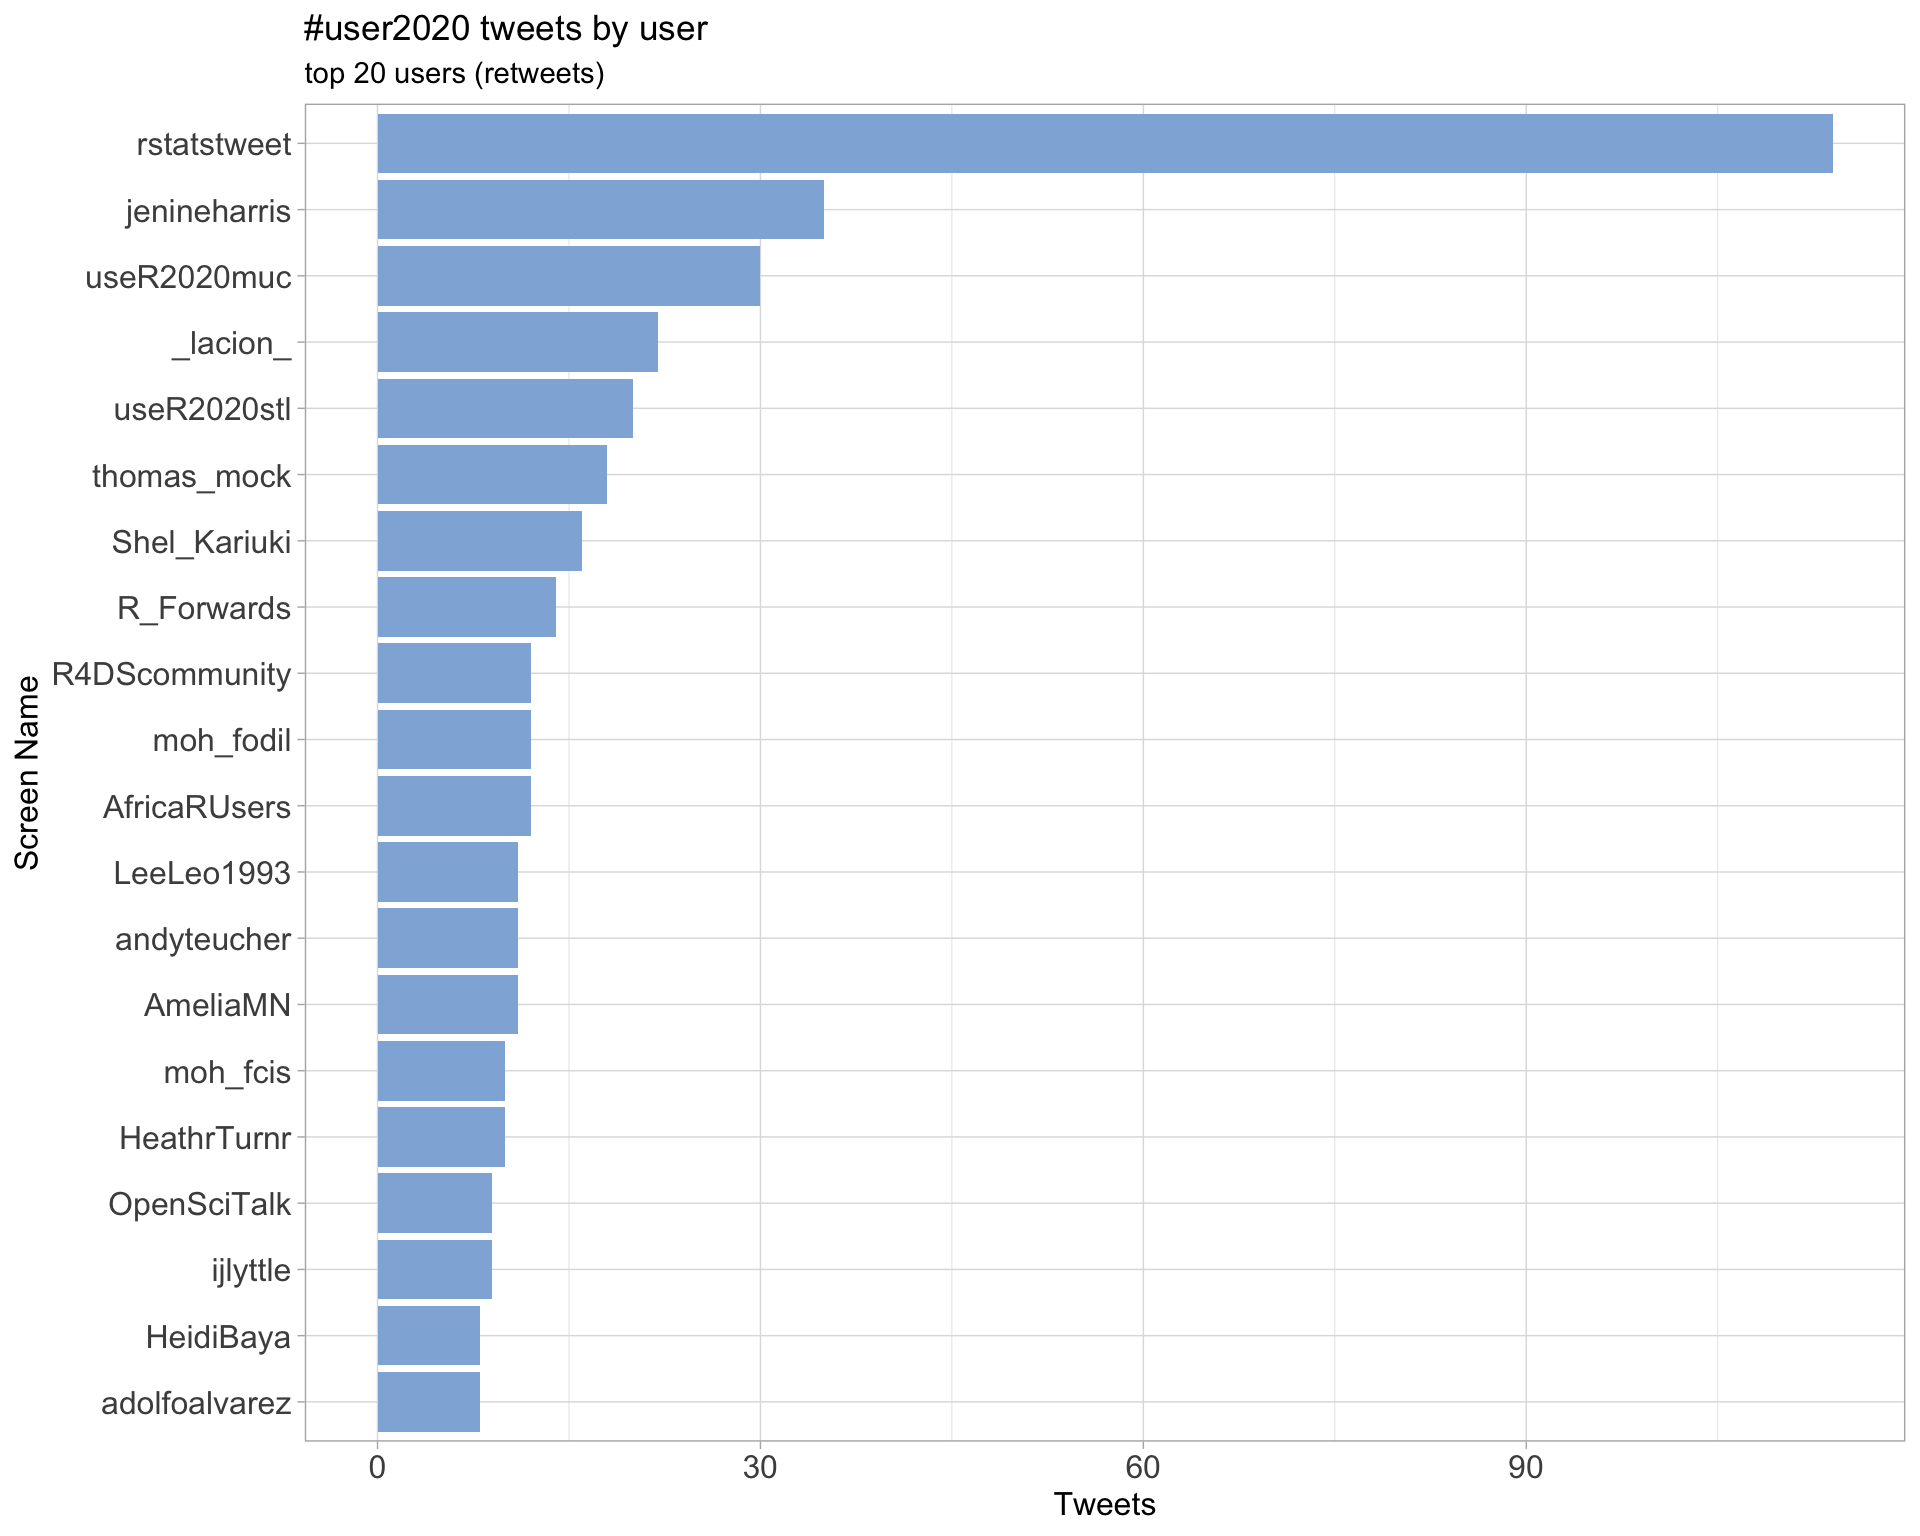 #user2020 tweets by user
top 20 users (retweets)
Screen Name
rstatstweet
jenineharris
useR2020muc
_lacion_
useR2020stl
thomas_mock
Shel_Kariuki
R_Forwards
R4DScommunity
moh_fodil
AfricaRUsers
LeeLeo1993
andyteucher
AmeliaMN
moh_fcis
HeathrTurnr
OpenSciTalk
ijlyttle
HeidiBaya
adolfoalvarez
0 30 60 90
Tweets